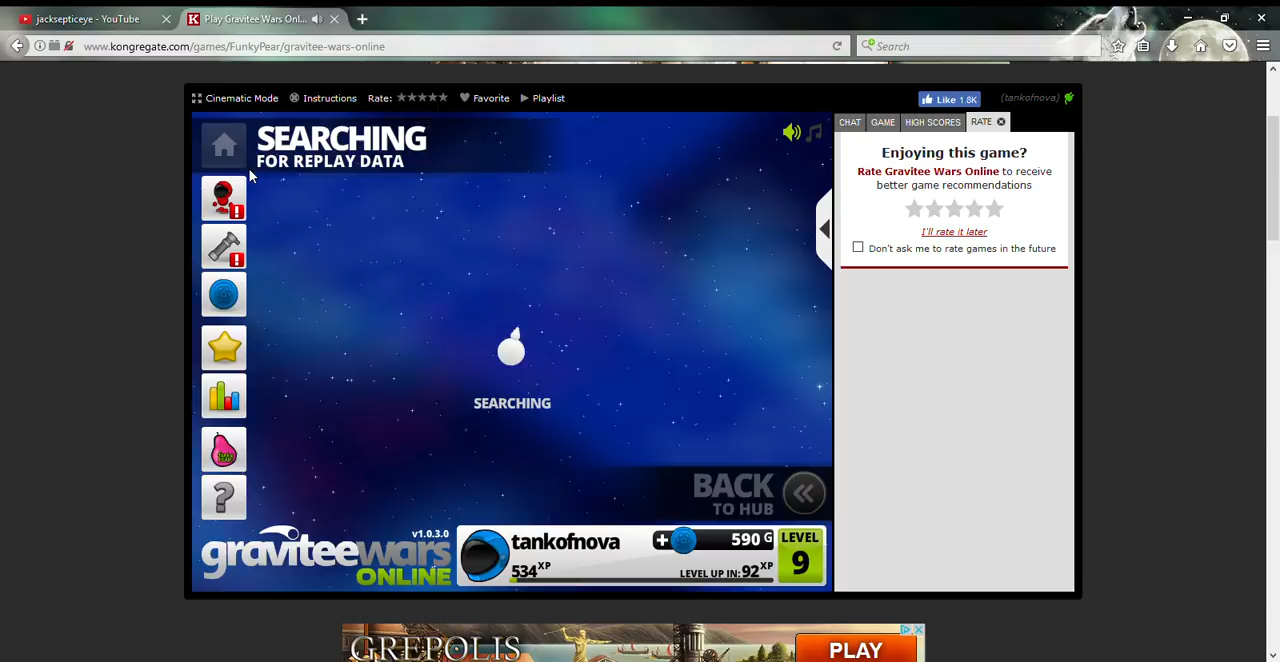 jacksepticeye - YouTube
Play Gravitee Wars Onl...
www.kongregate.com/games/FunkyPear/gravitee-wars-online
Search
Cinematic Mode
Instructions
Rate:
Favorite
Playlist
Like 1.8K
(tankofnova)
SEARCHING
FOR REPLAY DATA
CHAT
GAME
HIGH SCORES
RATE
Enjoying this game?
Rate Gravitee Wars Online to receive
better game recommendations
I'll rate it later
Don't ask me to rate games in the future
SEARCHING
BACK
TO HUB
v1.0.3.0
graviteewars
ONLINE
tankofnova
590 G
534 XP
LEVEL UP IN: 92 XP
LEVEL
9
GREPOLIS
PLAY